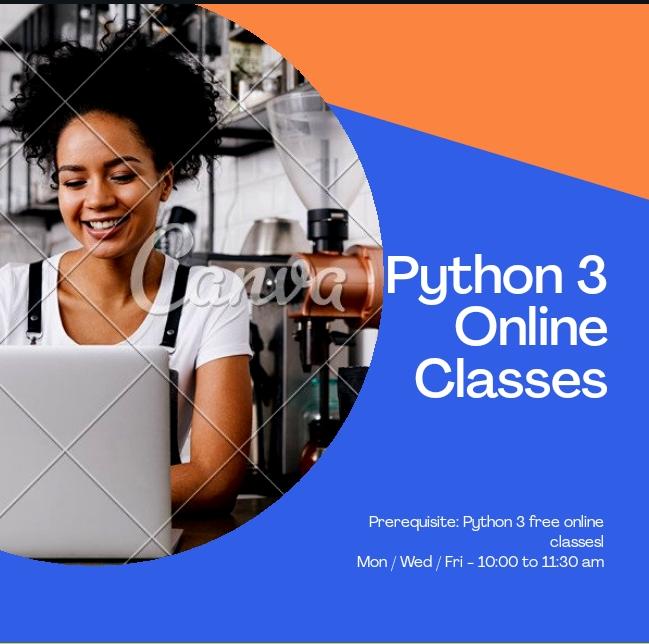 Canva
Python 3
Online
Classes
Prerequisite: Python 3 free online
classesl
Mon / Wed / Fri - 10:00 to 11:30 am